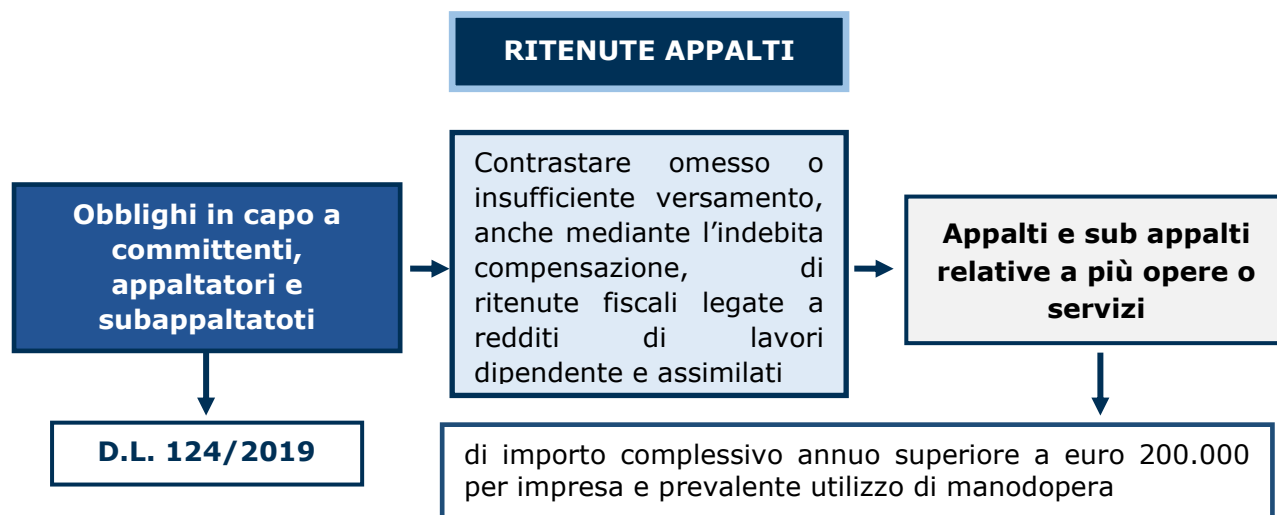 RITENUTE APPALTI
Obblighi in capo a
committenti,
appaltatori e
subappaltatoti
Contrastare omesso o
insufficiente versamento,
anche mediante l’indebita
compensazione, di
ritenute fiscali legate a
redditi di lavori
dipendente e assimilati
Appalti e sub appalti
relative a più opere o
servizi
D.L. 124/2019
di importo complessivo annuo superiore a euro 200.000
per impresa e prevalente utilizzo di manodopera